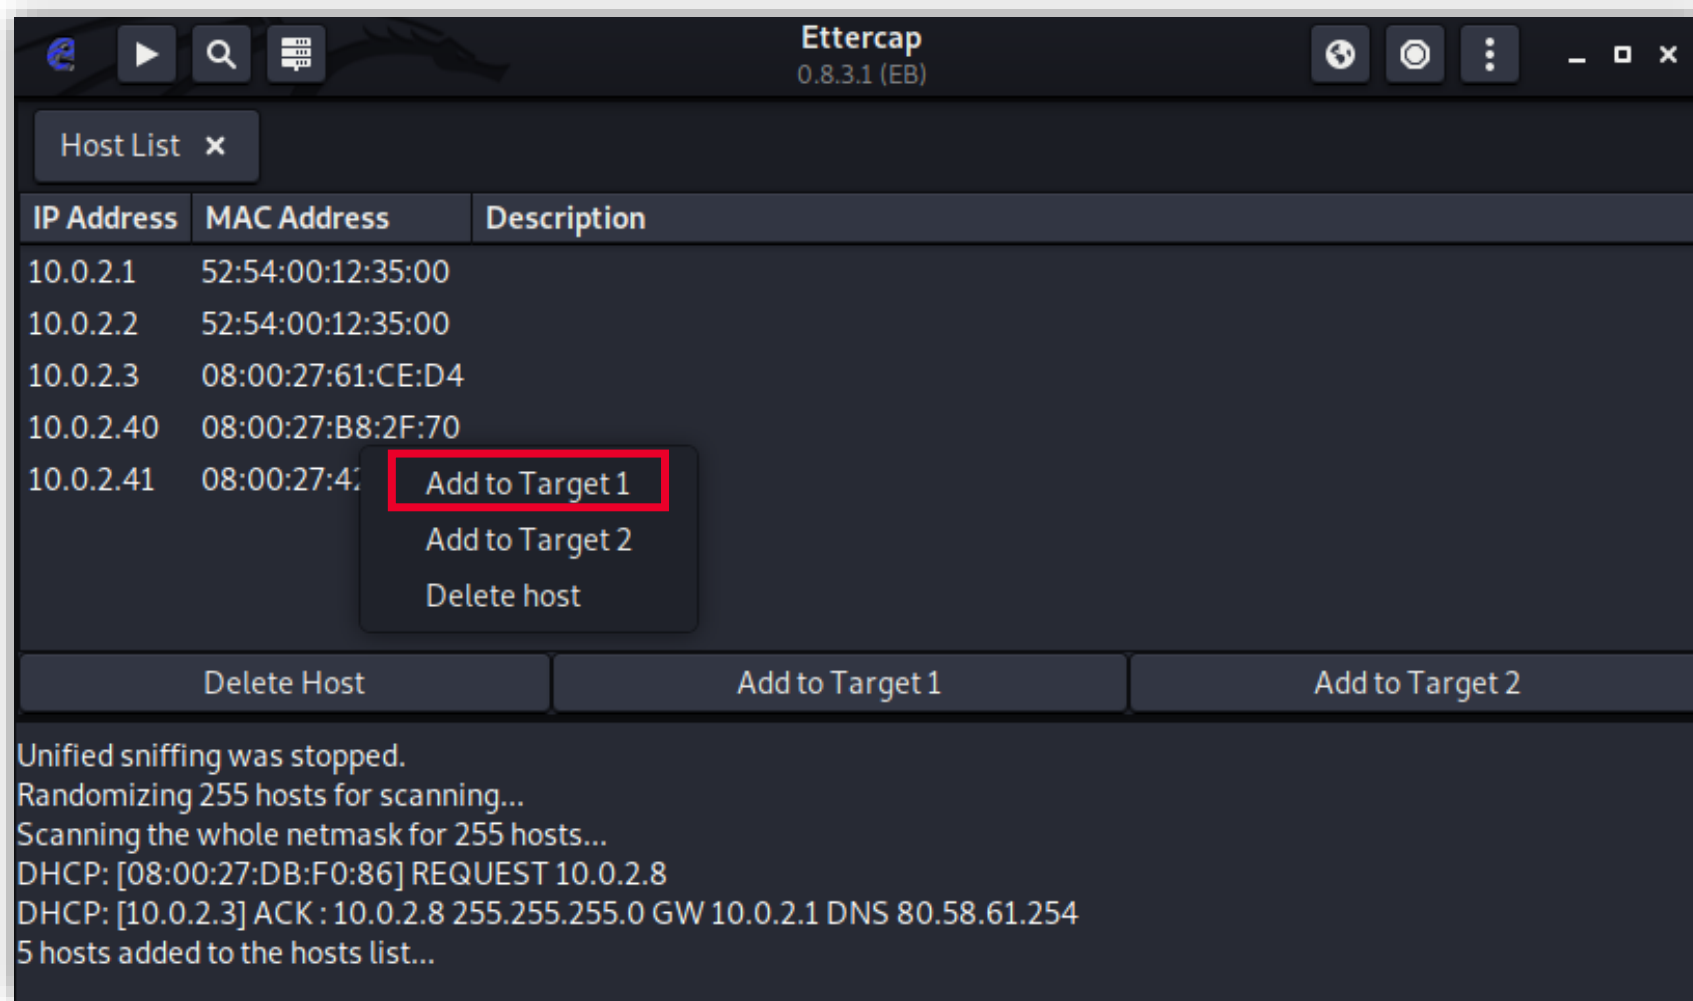 Ettercap
0.8.3.1 (EB)
Host List
IP Address MAC Address Description
10.0.2.1 52:54:00:12:35:00
10.0.2.2 52:54:00:12:35:00
10.0.2.3 08:00:27:61:CE:D4
10.0.2.40 08:00:27:B8:2F:70
10.0.2.41 08:00:27:42
Add to Target 1
Add to Target 2
Delete host
Delete Host Add to Target 1 Add to Target 2
Unified sniffing was stopped.
Randomizing 255 hosts for scanning...
Scanning the whole netmask for 255 hosts...
DHCP: [08:00:27:DB:F0:86] REQUEST 10.0.2.8
DHCP: [10.0.2.3] ACK : 10.0.2.8 255.255.255.0 GW 10.0.2.1 DNS 80.58.61.254
5 hosts added to the hosts list...